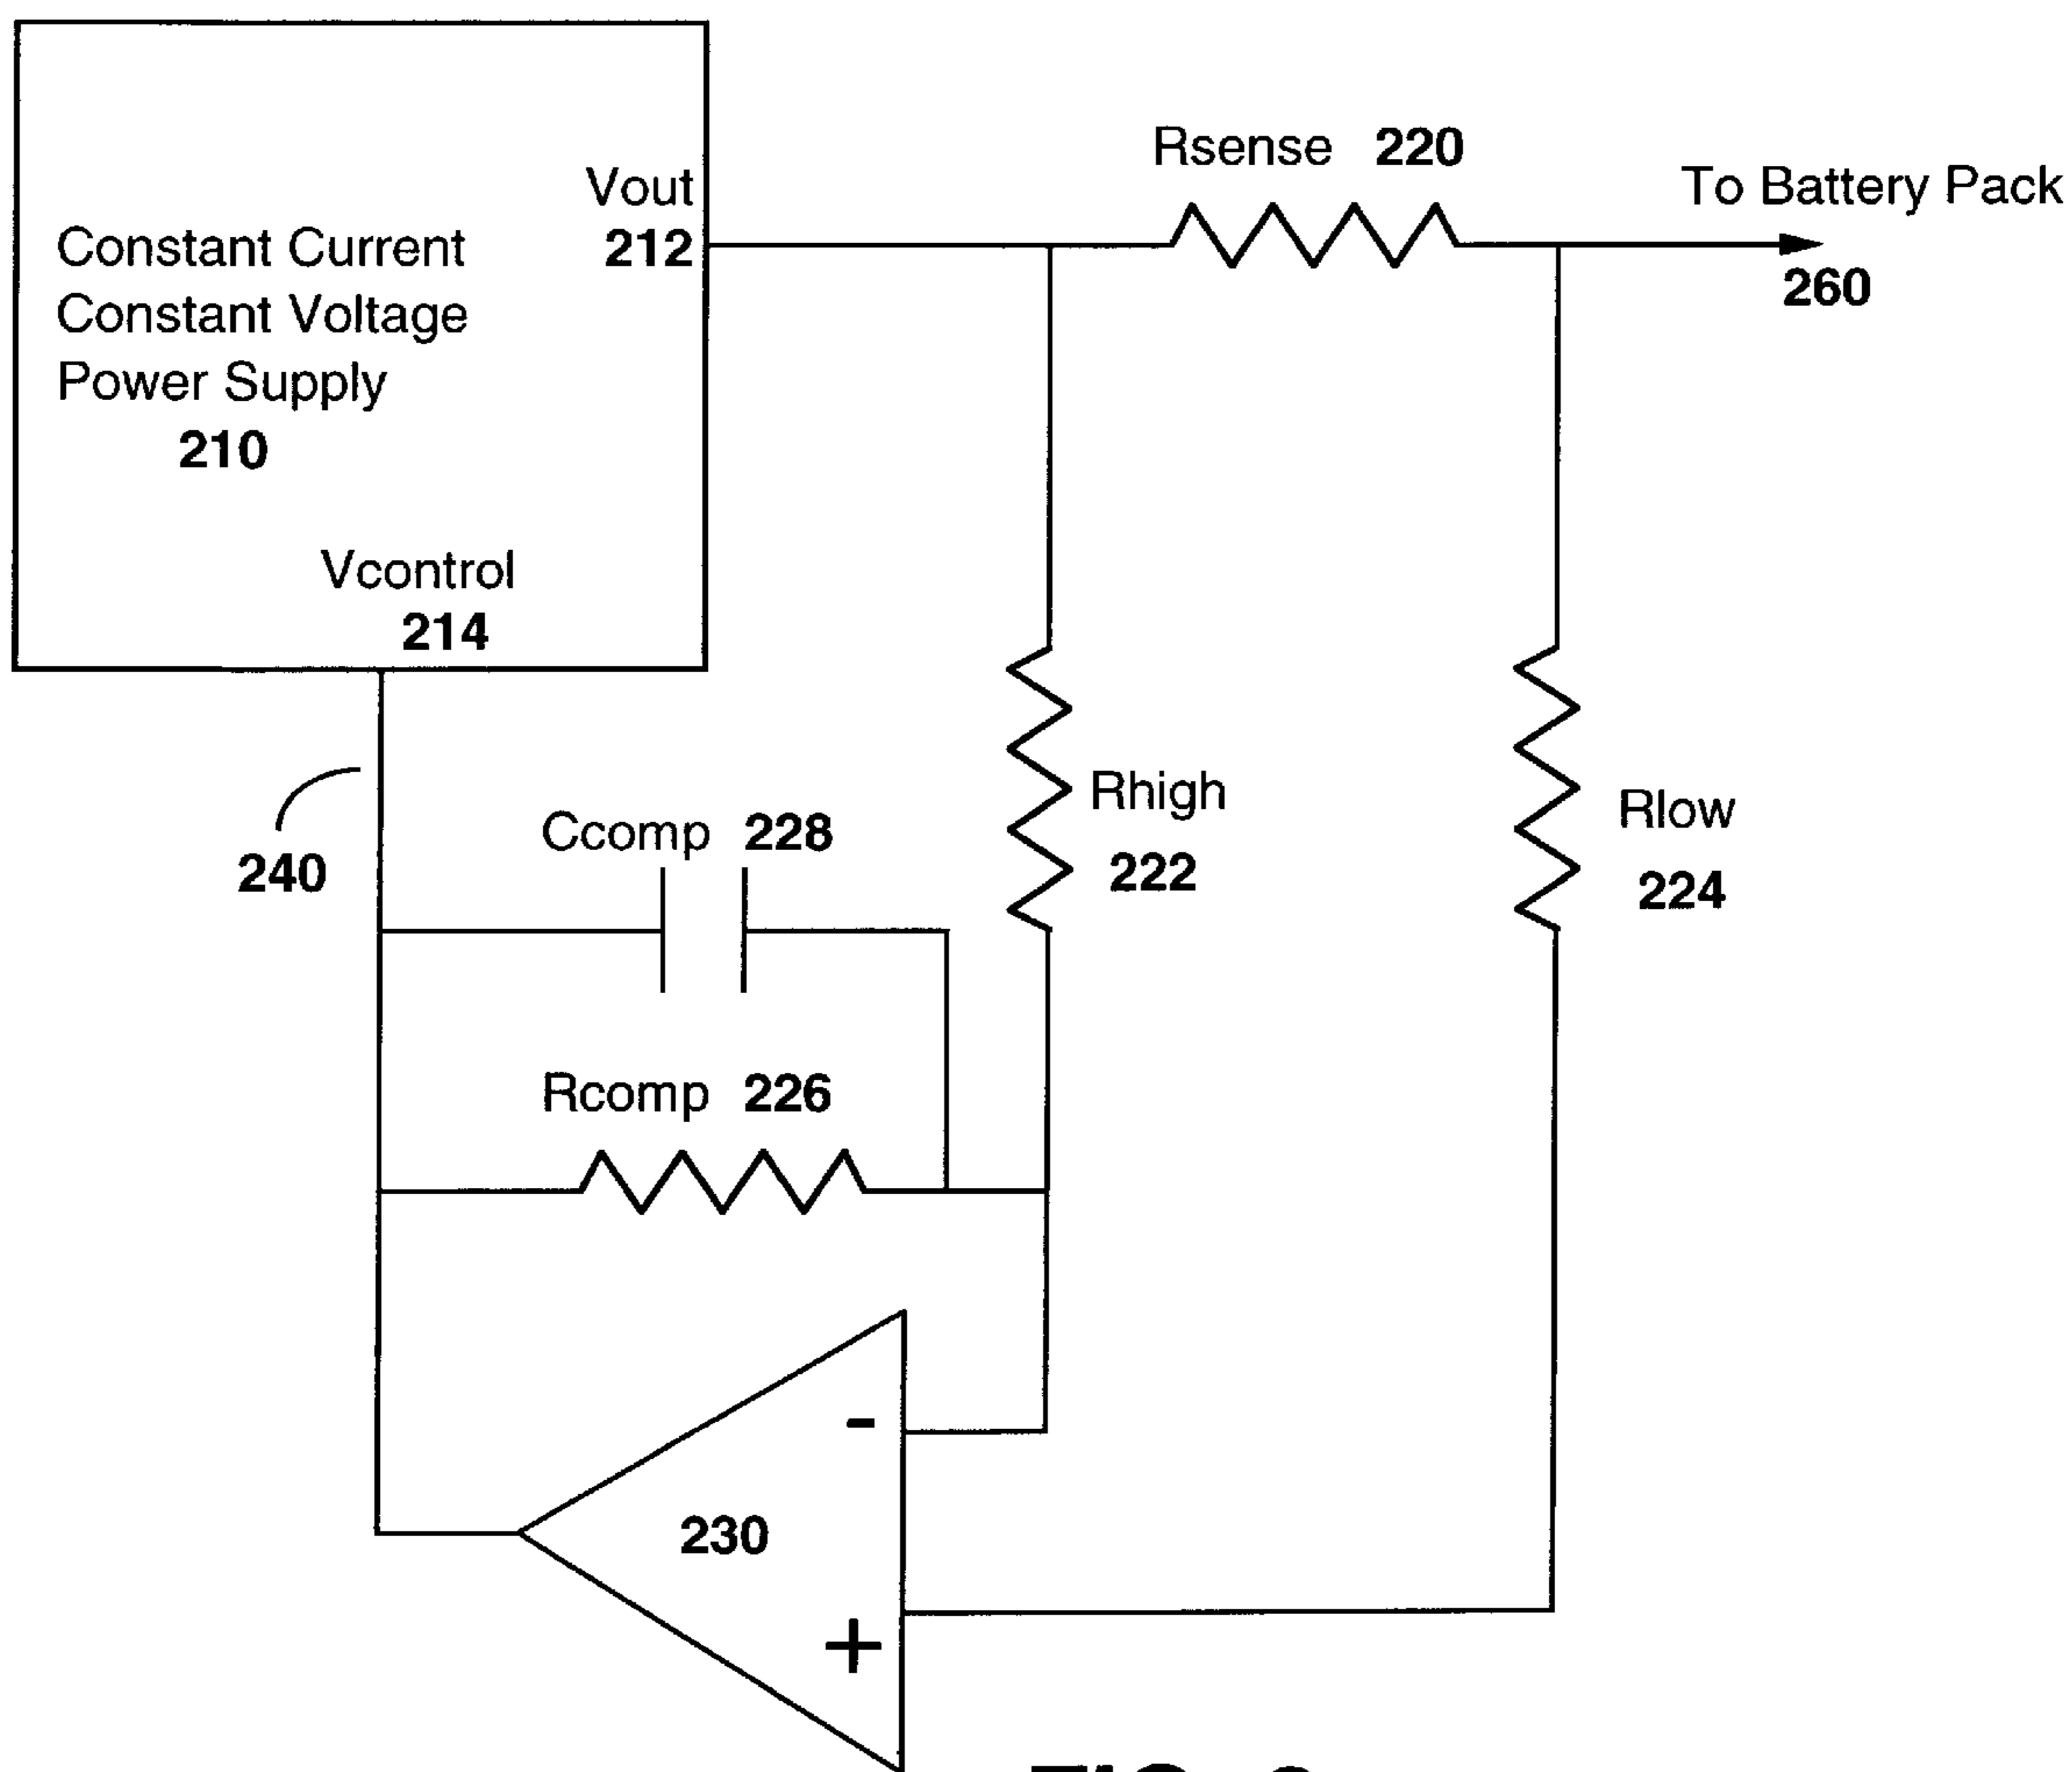 Vout
212
Constant Current
Constant Voltage
Power Supply
210
Vcontrol
214
Rsense 220
To Battery Pack
260
Rhigh
222
Rlow
224
240
Ccomp 228
Rcomp 226
-
230
+